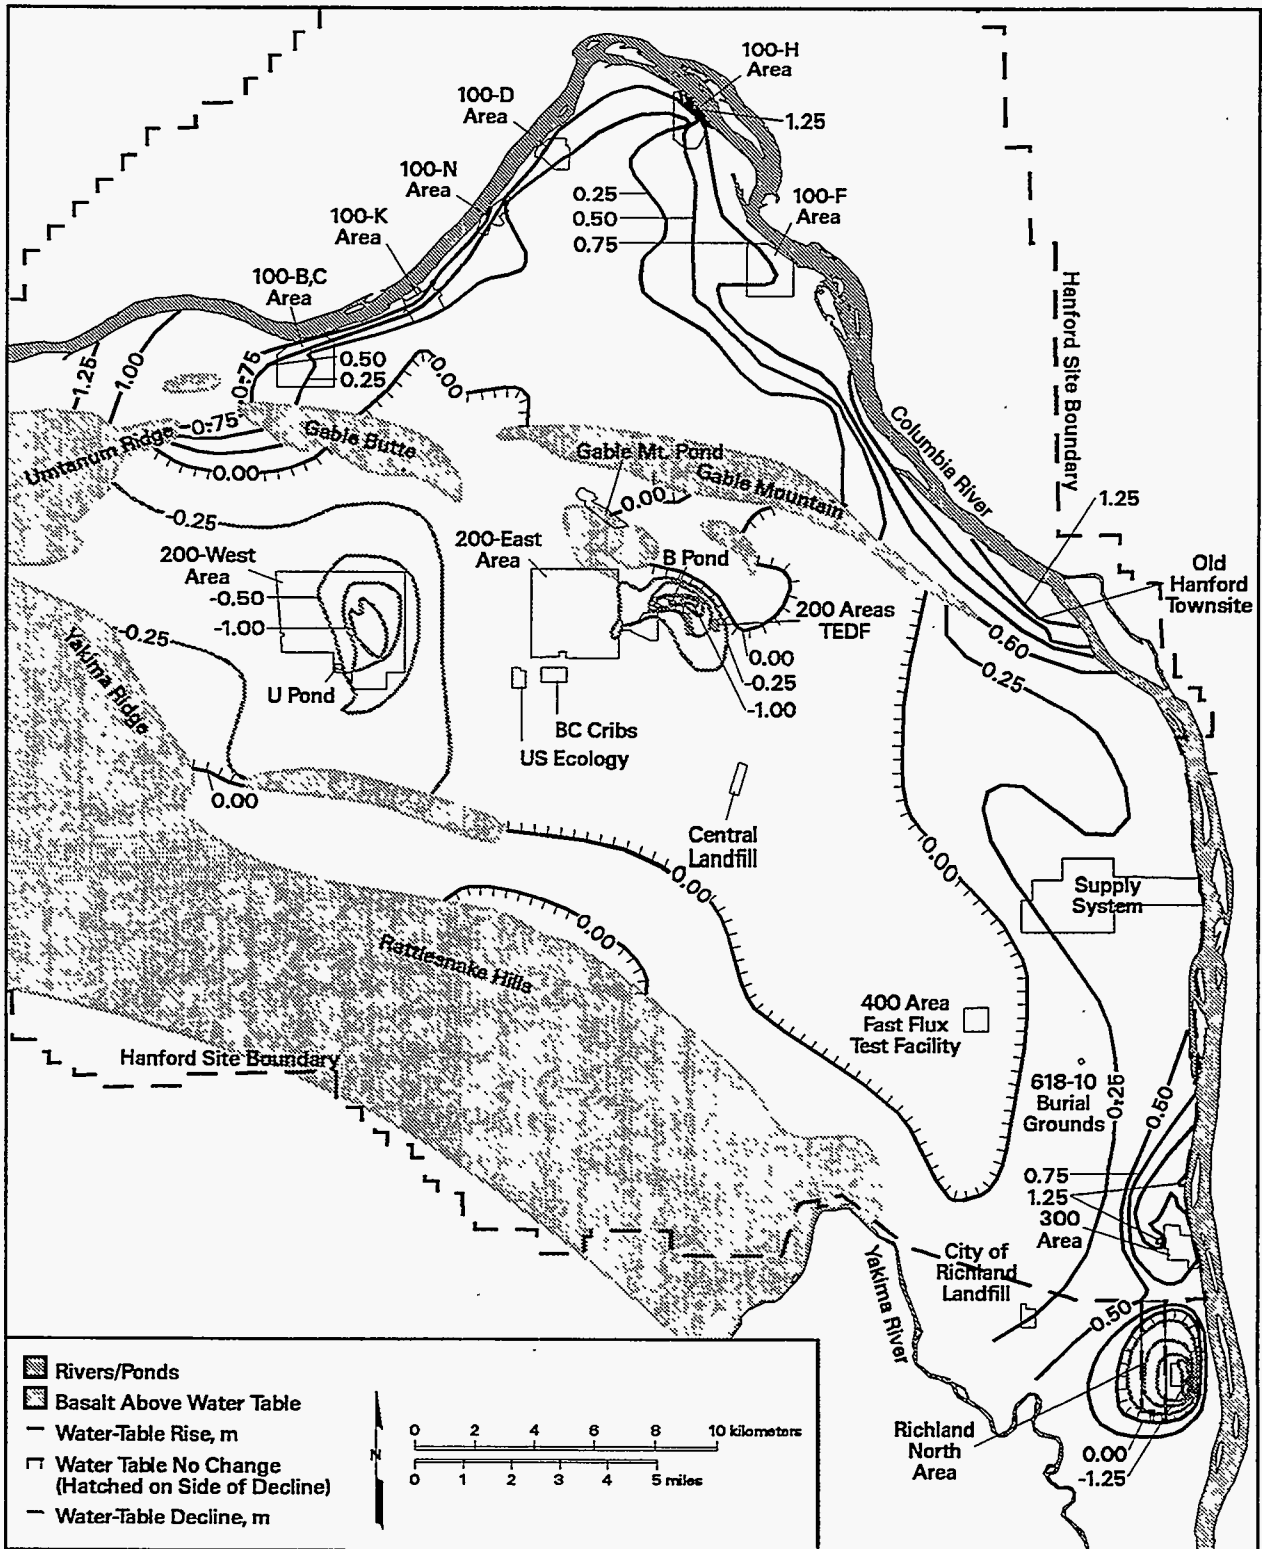 100-H
Area
1.25
100-D
Area
100-N
Area
0.25
0.50
0.75
100-F
Area
100-K
Area
100-B,C
Area
Hanford Site Boundary
1.25
1.00
0.75
0.50
0.25
0.00
0.75
Umtanum Ridge
Gable Butte
0.00
Columbia River
Gable Mt. Pond
Gable Mountain
0.00
1.25
-0.25
200-West
Area
-0.50
-1.00
200-East
Area
B Pond
Old
Hanford
Townsite
200 Areas
TEDF
-0.25
Yakima Ridge
0.00
-0.25
-1.00
0.50
0.25
U Pond
BC Cribs
US Ecology
0.00
Central
Landfill
0.00
0.00
Supply
System
0.00
Rattlesnake Hills
400 Area
Fast Flux
Test Facility
Hanford Site Boundary
618-10
Burial
Grounds
0.25
0.50
0.75
1.25
300
Area
City of
Richland
Landfill
Yakima River
0.50
Richland
North
Area
0.00
-1.25
Rivers/Ponds
Basalt Above Water Table
Water-Table Rise, m
Water Table No Change
(Hatched on Side of Decline)
Water-Table Decline, m
N
0 2 4 6 8 10 kilometers
0 1 2 3 4 5 miles